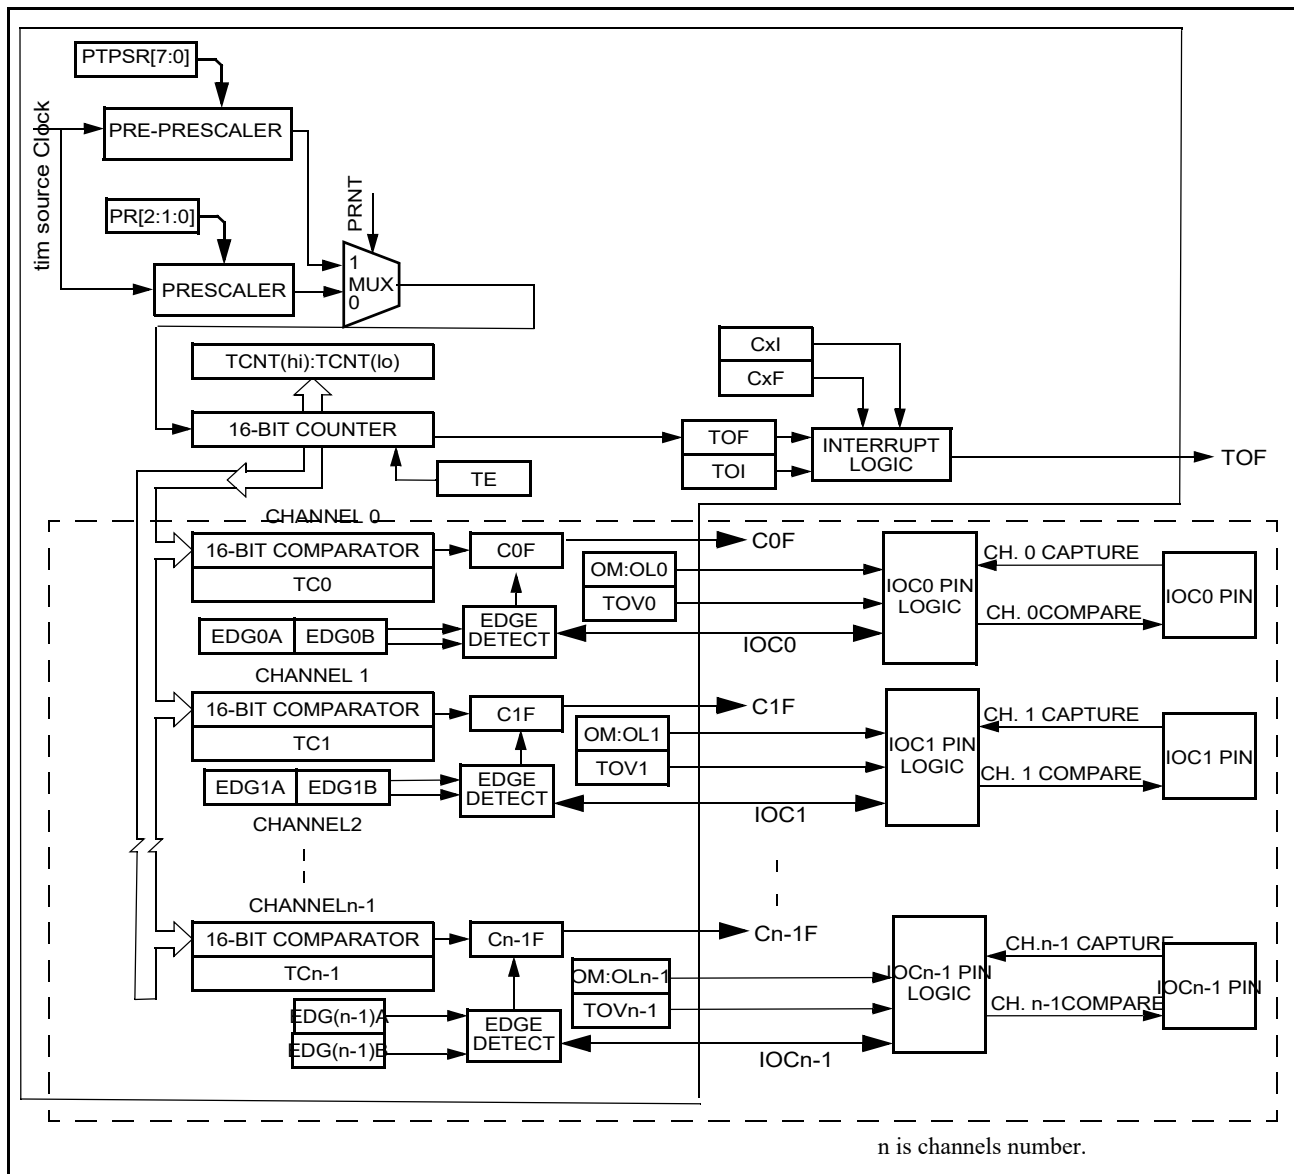 PTPSR[7:0]
tim source Clock
PRE-PRESCALER
PR[2:1:0]
PRNT
PRESCALER
1
MUX
0
TCNT(hi):TCNT(lo)
16-BIT COUNTER
TE
CxI
CxF
TOF
TOI
INTERRUPT
LOGIC
TOF
CHANNEL 0
16-BIT COMPARATOR
TC0
C0F
C0F
OM:OL0
TOV0
EDG0A
EDG0B
EDGE
DETECT
IOC0
IOC0 PIN
LOGIC
CH. 0 CAPTURE
CH. 0COMPARE
IOC0 PIN
CHANNEL 1
16-BIT COMPARATOR
TC1
C1F
C1F
OM:OL1
TOV1
EDG1A
EDG1B
EDGE
DETECT
IOC1
IOC1 PIN
LOGIC
CH. 1 CAPTURE
CH. 1 COMPARE
IOC1 PIN
CHANNEL2
CHANNELn-1
16-BIT COMPARATOR
TCn-1
Cn-1F
Cn-1F
OM:OLn-1
TOVn-1
EDG(n-1)A
EDG(n-1)B
EDGE
DETECT
IOCn-1
IOCn-1 PIN
LOGIC
CH.n-1 CAPTURE
CH. n-1COMPARE
IOCn-1 PIN
n is channels number.